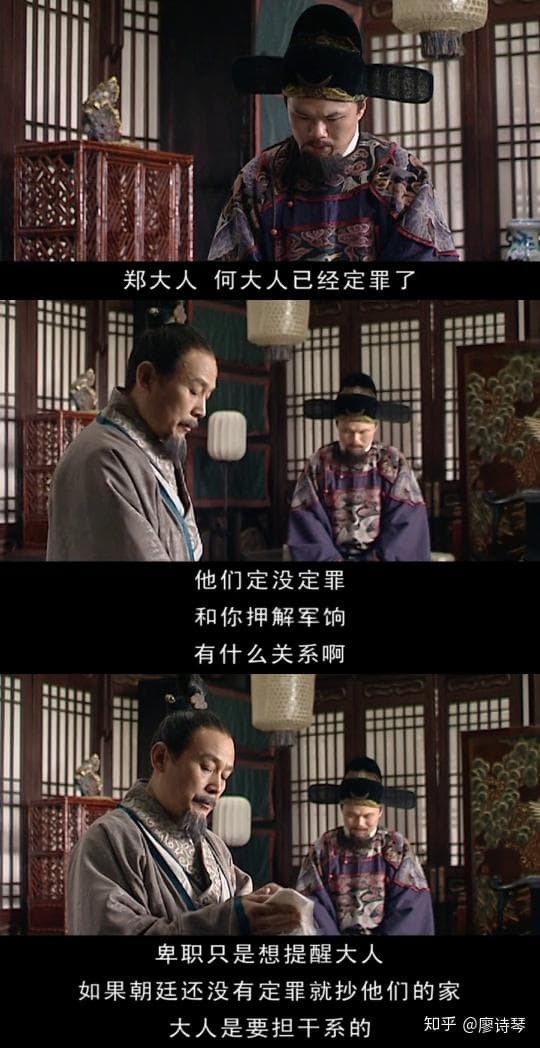 郑大人 何大人已经定罪了
他们定没定罪
和你押解军饷
有什么关系啊
卑职只是想提醒大人
如果朝廷还没有定罪就抄他们的家
大人是要担干系的
知乎 @廖诗琴